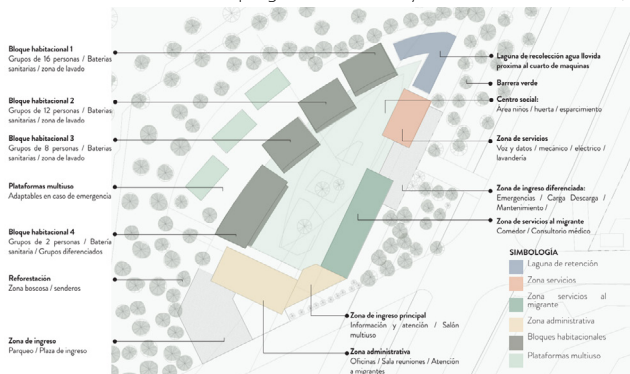 Bloque habitacional 1
Grupos de 16 personas / Baterías
sanitarias / zona de lavado
Bloque habitacional 2
Grupos de 12 personas / Baterías
sanitarias / zona de lavado
Bloque habitacional 3
Grupos de 8 personas / Baterías
sanitarias / zona de lavado
Plataformas multiuso
Adaptables en caso de emergencia
Bloque habitacional 4
Grupos de 2 personas / Batería
sanitaria / Grupos diferenciados
Reforestación
Zona boscosa / senderos
Zona de ingreso
Parqueo / Plaza de ingreso
Laguna de recolección agua llovida
proxima al cuarto de maquinas
Barrera verde
Centro social:
Area niños / huerta / esparcimiento
Zona de servicios
Voz y datos / mecánico / eléctrico /
lavandería
Zona de ingreso diferenciada:
Emergencias / Carga Descarga /
Mantenimiento /
Zona de servicios al migrante
Comedor / Consultorio médico
Zona de ingreso principal
Información y atención / Salón
multiuso
Zona administrativa
Oficinas / Sala reuniones / Atención
a migrantes
SIMBOLOGÍA
Laguna de retención
Zona servicios
Zona servicios al
migrante
Zona administrativa
Bloques habitacionales
Plataformas multiuso